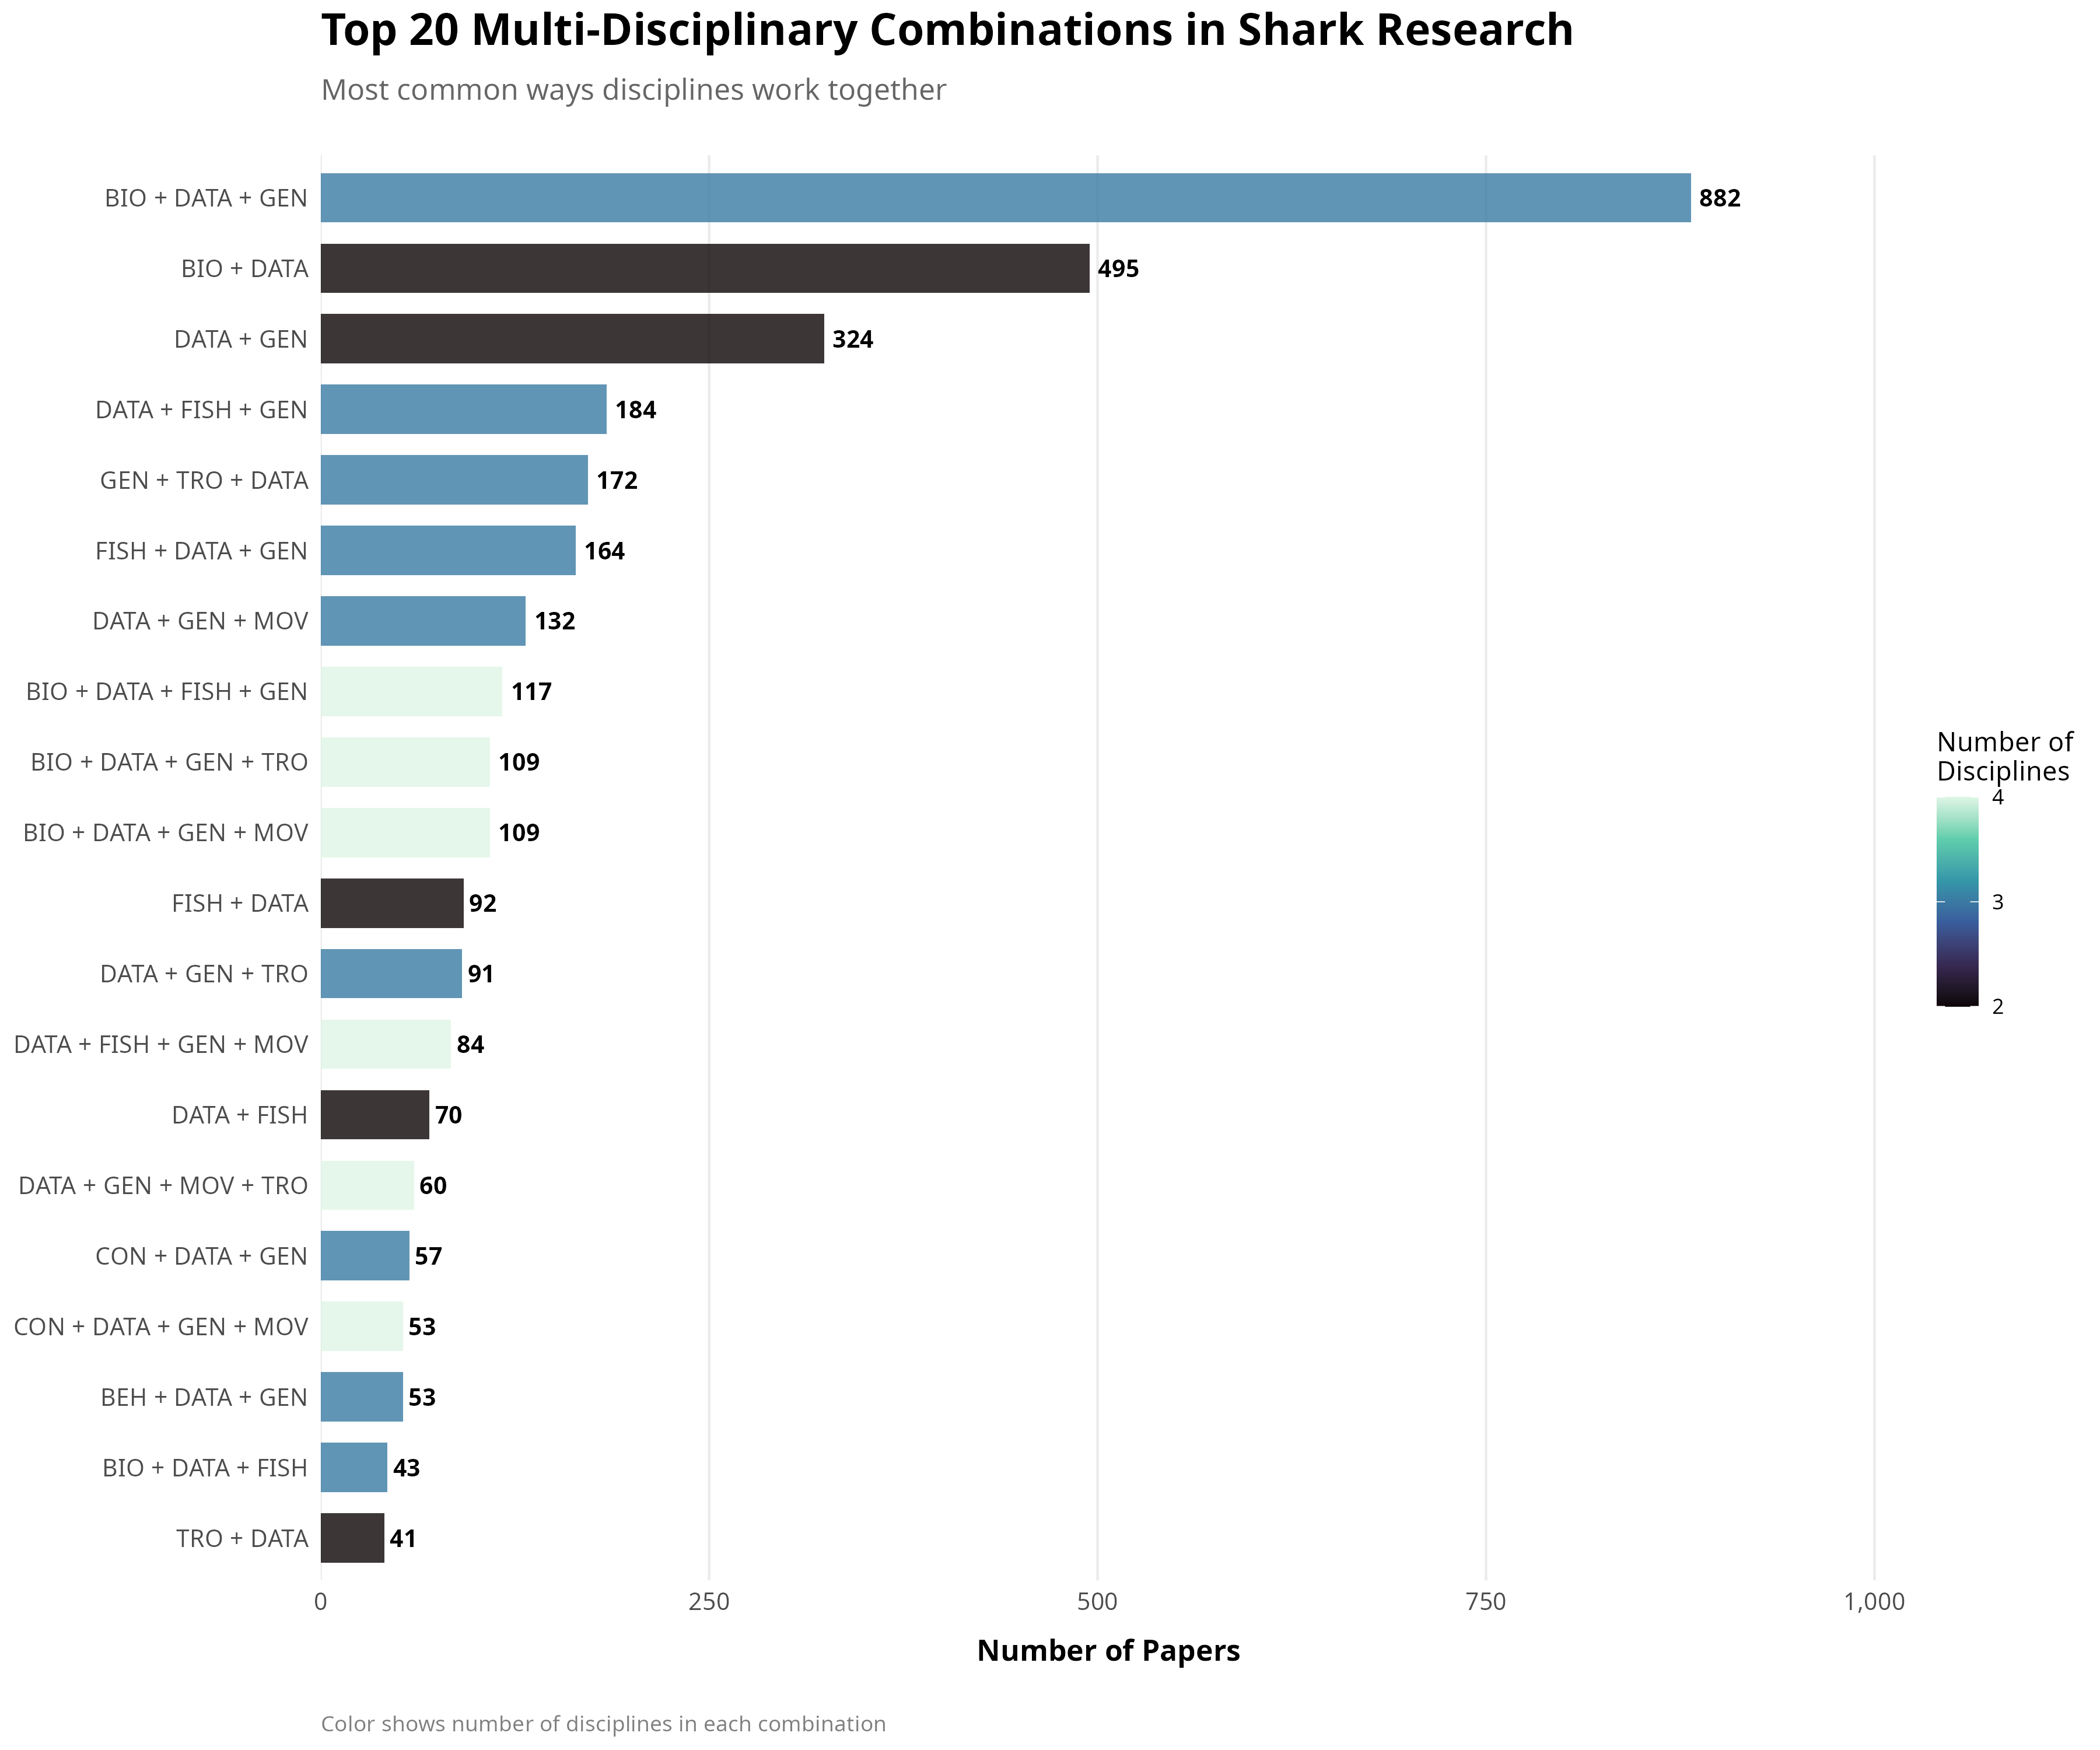 Top 20 Multi-Disciplinary Combinations in Shark Research
Most common ways disciplines work together
BIO + DATA + GEN 882
BIO + DATA 495
DATA + GEN 324
DATA + FISH + GEN 184
GEN + TRO + DATA 172
FISH + DATA + GEN 164
DATA + GEN + MOV 132
BIO + DATA + FISH + GEN 117
BIO + DATA + GEN + TRO 109
BIO + DATA + GEN + MOV 109
FISH + DATA 92
DATA + GEN + TRO 91
DATA + FISH + GEN + MOV 84
DATA + FISH 70
DATA + GEN + MOV + TRO 60
CON + DATA + GEN 57
CON + DATA + GEN + MOV 53
BEH + DATA + GEN 53
BIO + DATA + FISH 43
TRO + DATA 41
0 250 500 750 1,000
Number of Papers
Number of
Disciplines
4
3
2
Color shows number of disciplines in each combination